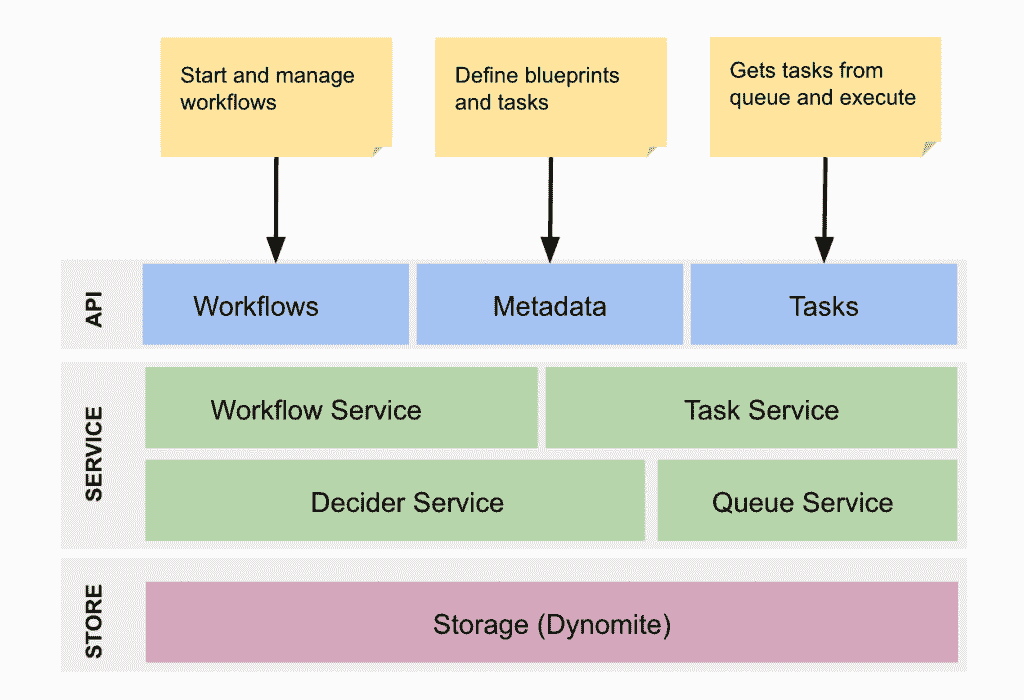 Start and manage
workflows
Define blueprints
and tasks
Gets tasks from
queue and execute
API
Workflows
Metadata
Tasks
SERVICE
Workflow Service
Task Service
Decider Service
Queue Service
STORE
Storage (Dynomite)